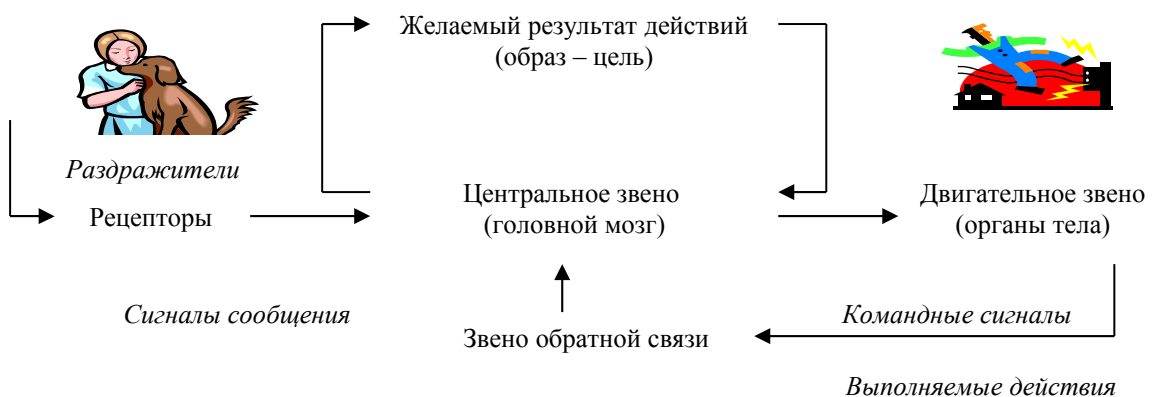 Желаемый результат действий
(образ – цель)
Раздражители
Рецепторы
Центральное звено
(головной мозг)
Двигательное звено
(органы тела)
Сигналы сообщения
Звено обратной связи
Командные сигналы
Выполняемые действия